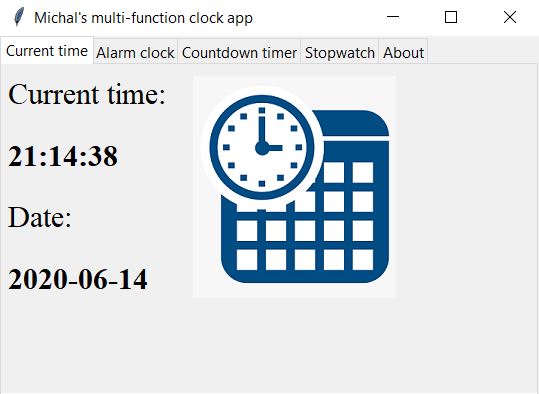 Michal's multi-function clock app
Current time Alarm clock Countdown timer Stopwatch About
Current time:
21:14:38
Date:
2020-06-14